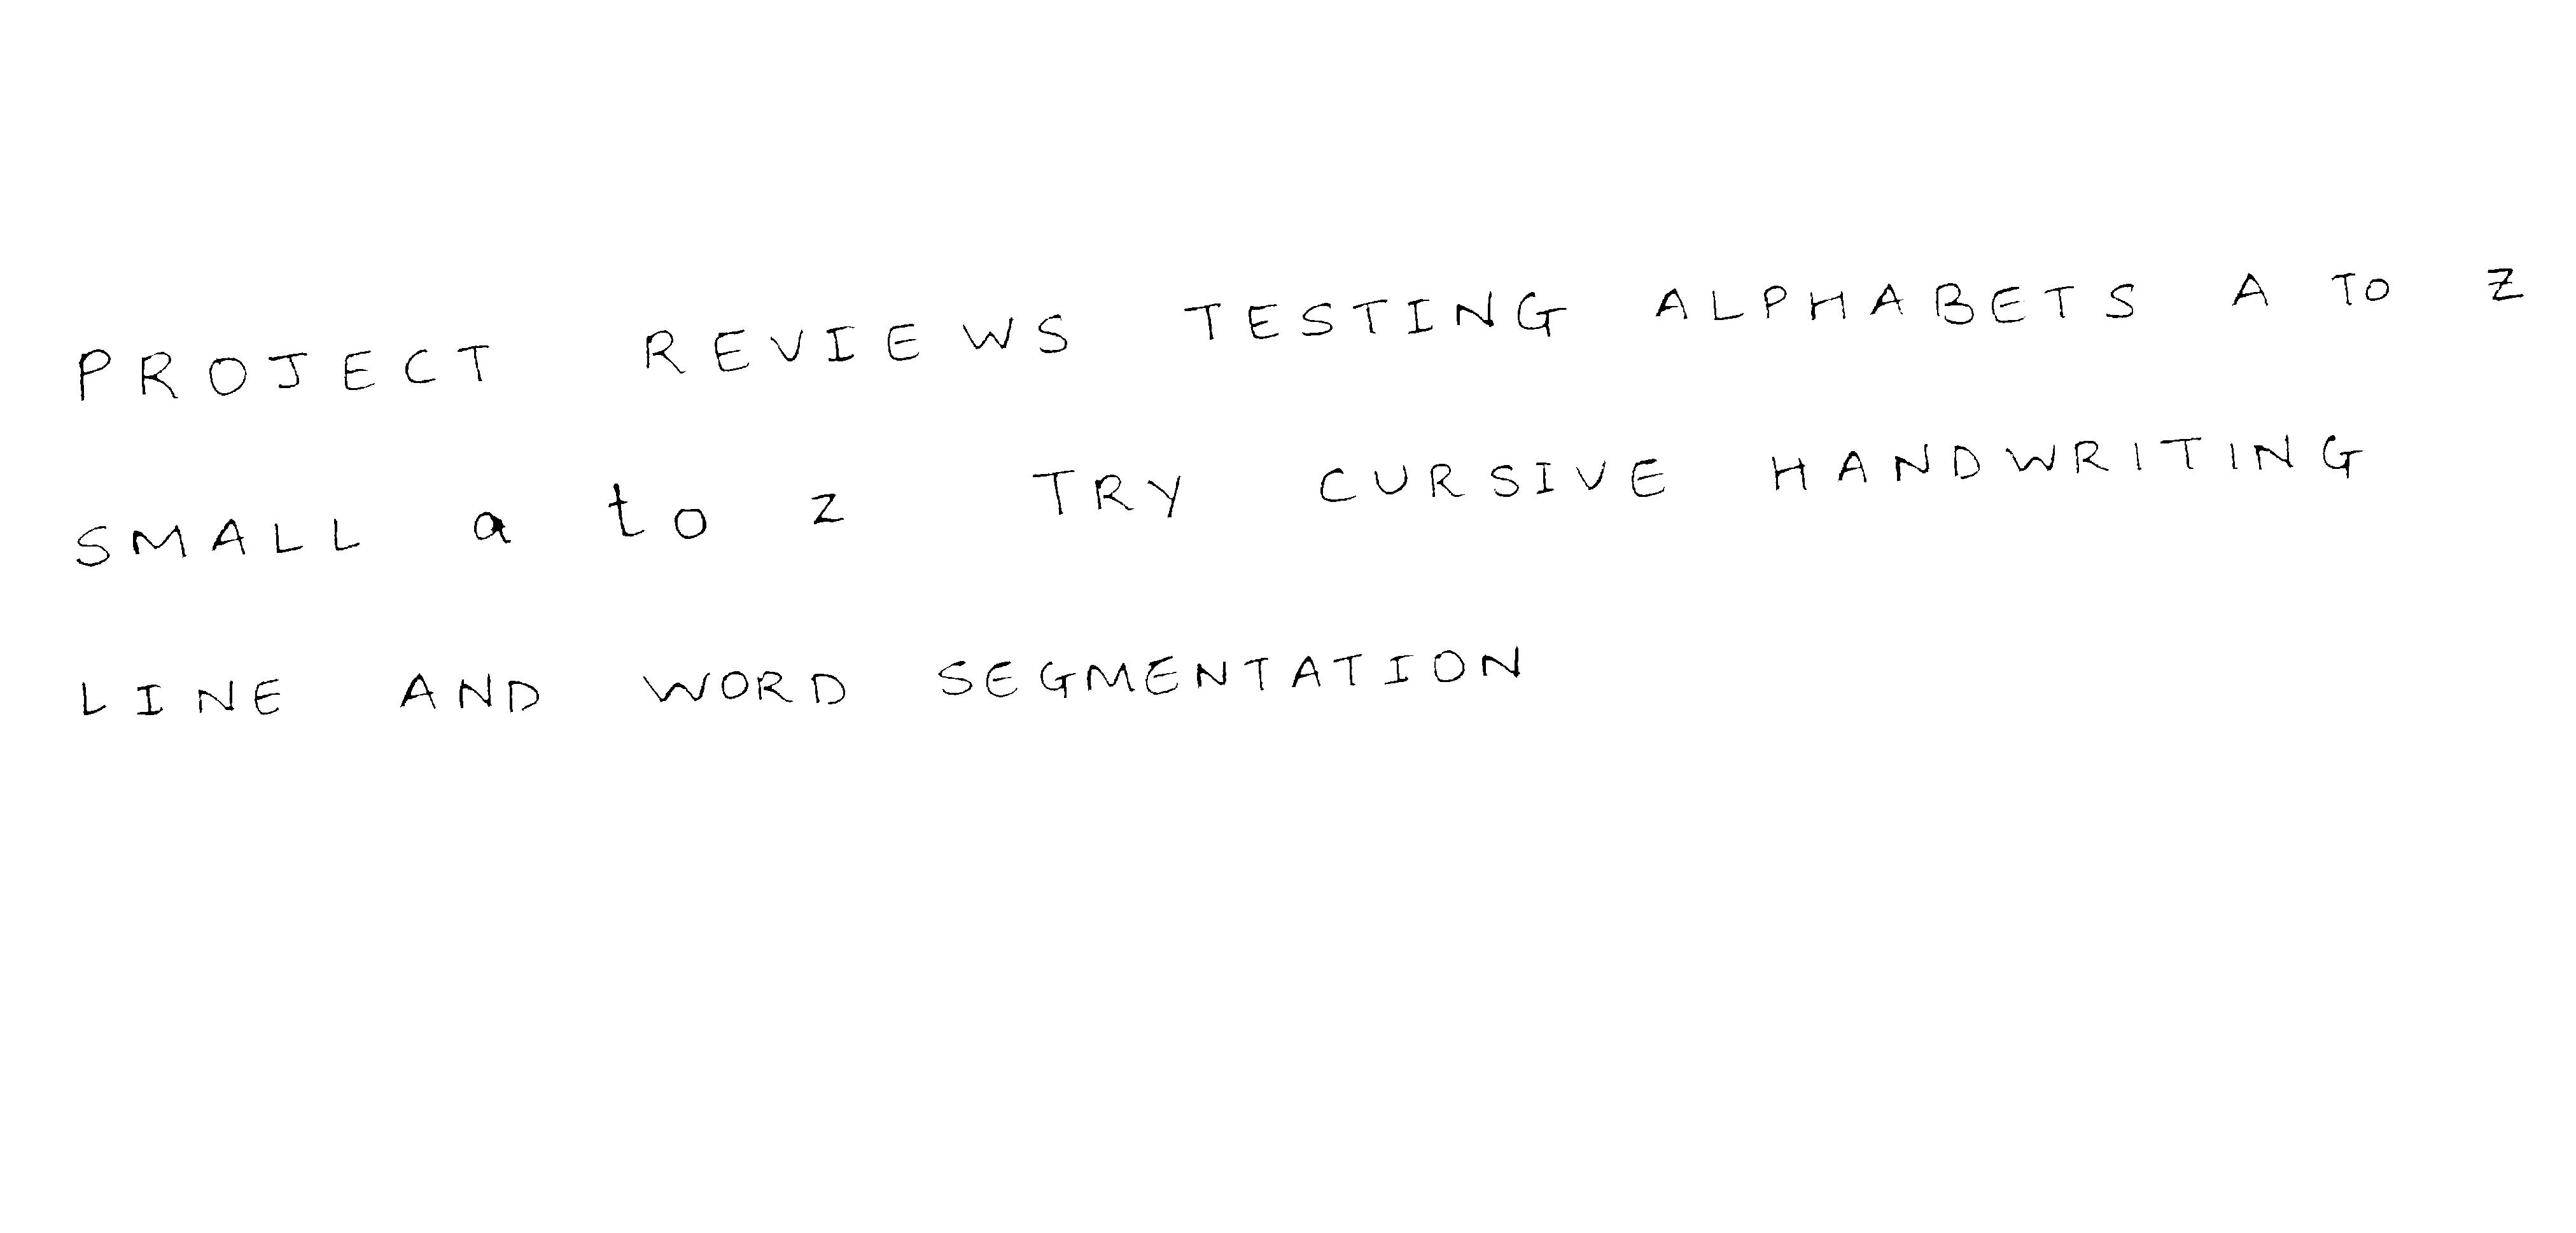 PROJECT REVIEWS TESTING ALPHABETS A TO Z
SMALL a to z TRY CURSIVE HANDWRITING
LINE AND WORD SEGMENTATION